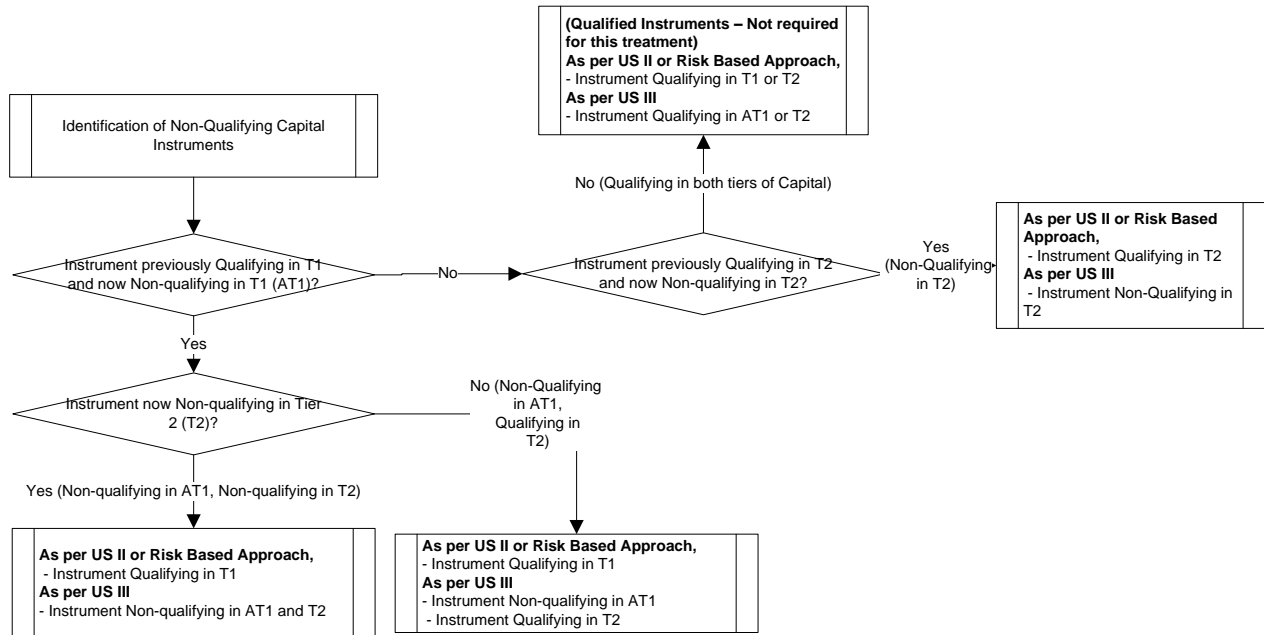 (Qualified Instruments – Not required
for this treatment)
As per US II or Risk Based Approach,
- Instrument Qualifying in T1 or T2
As per US III
- Instrument Qualifying in AT1 or T2
Identification of Non-Qualifying Capital
Instruments
No (Qualifying in both tiers of Capital)
Instrument previously Qualifying in T1
and now Non-qualifying in T1 (AT1)?
No
Instrument previously Qualifying in T2
and now Non-qualifying in T2?
Yes
(Non-Qualifying
in T2)
As per US II or Risk Based
Approach,
- Instrument Qualifying in T2
As per US III
- Instrument Non-Qualifying in
T2
Yes
Instrument now Non-qualifying in Tier
2 (T2)?
No (Non-Qualifying
in AT1,
Qualifying in
T2)
Yes (Non-qualifying in AT1, Non-qualifying in T2)
As per US II or Risk Based Approach,
- Instrument Qualifying in T1
As per US III
- Instrument Non-qualifying in AT1 and T2
As per US II or Risk Based Approach,
- Instrument Qualifying in T1
As per US III
- Instrument Non-qualifying in AT1
- Instrument Qualifying in T2